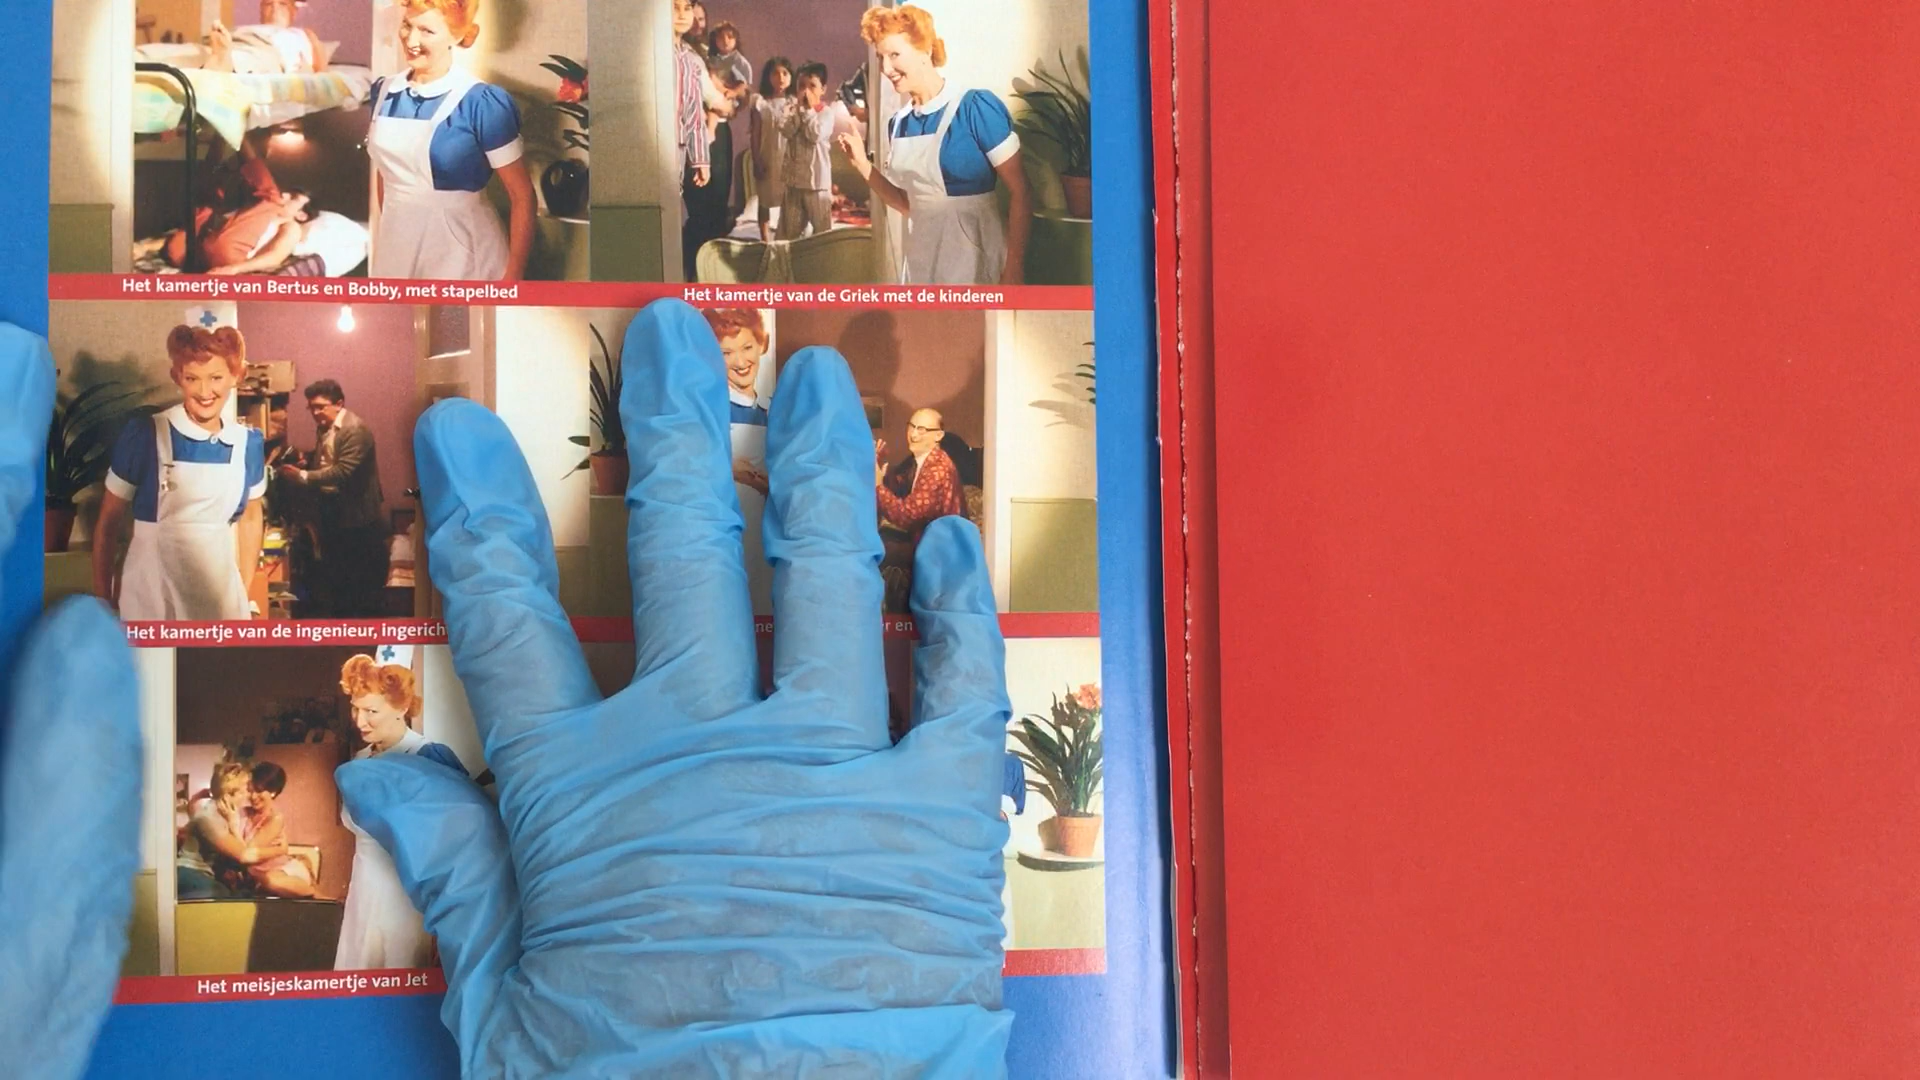 Het kamertje van Bertus en Bobby, met stapelbed
Het kamertje van de Griek met de kinderen
Het kamertje van de ingenieur,
en
Het meisjeskamertje van Jet